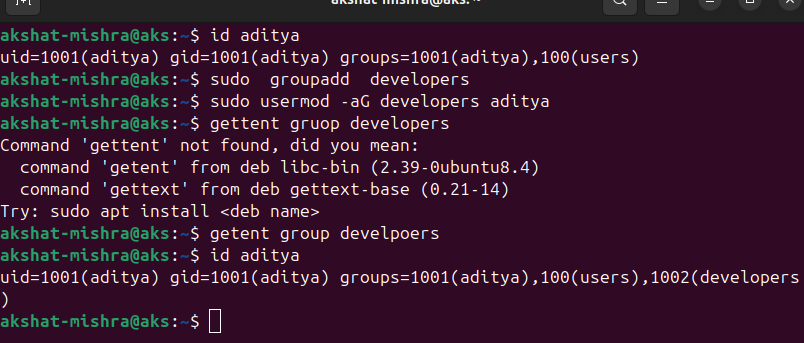 akshat-mishra@aks: ~
akshat-mishra@aks:~$ id aditya
uid=1001(aditya) gid=1001(aditya) groups=1001(aditya),100(users)
akshat-mishra@aks:~$ sudo  groupadd  developers
akshat-mishra@aks:~$ sudo usermod -aG developers aditya
akshat-mishra@aks:~$ gettent gruop developers
Command 'gettent' not found, did you mean:
  command 'getent' from deb libc-bin (2.39-0ubuntu8.4)
  command 'gettext' from deb gettext-base (0.21-14)
Try: sudo apt install <deb name>
akshat-mishra@aks:~$ getent group develpoers
akshat-mishra@aks:~$ id aditya
uid=1001(aditya) gid=1001(aditya) groups=1001(aditya),100(users),1002(developers
)
akshat-mishra@aks:~$